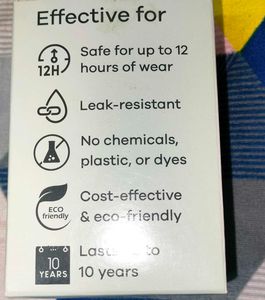 Effective for
12H
Safe for up to 12
hours of wear
Leak-resistant
No chemicals,
plastic, or dyes
ECO
friendly
Cost-effective
& eco-friendly
10
YEARS
10 years